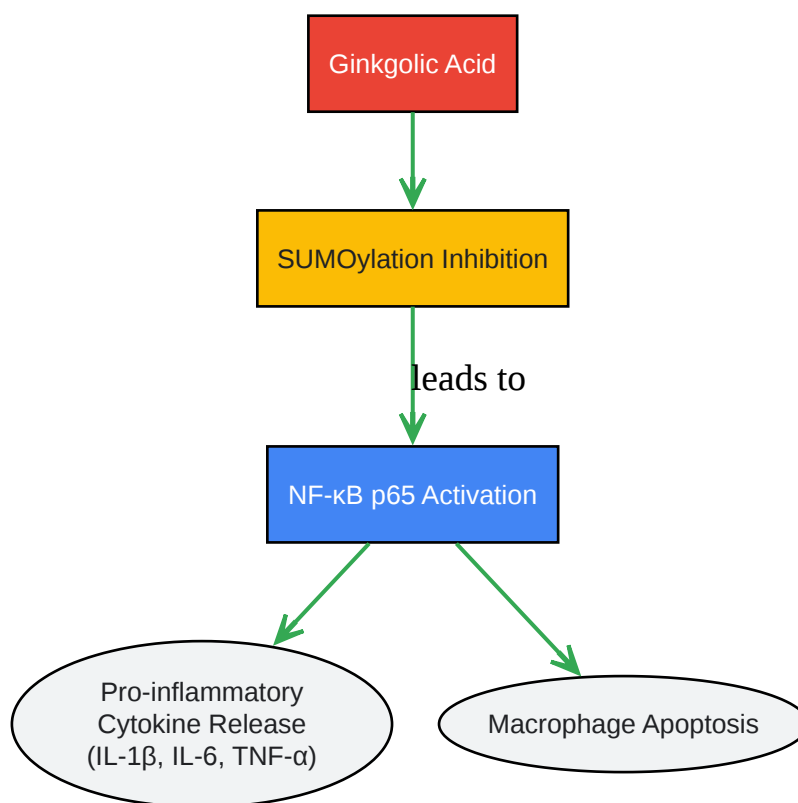 Ginkgolic Acid
SUMOylation Inhibition
leads to
NF-κB p65 Activation
Pro-inflammatory
Cytokine Release
(IL-1β, IL-6, TNF-α)
Macrophage Apoptosis